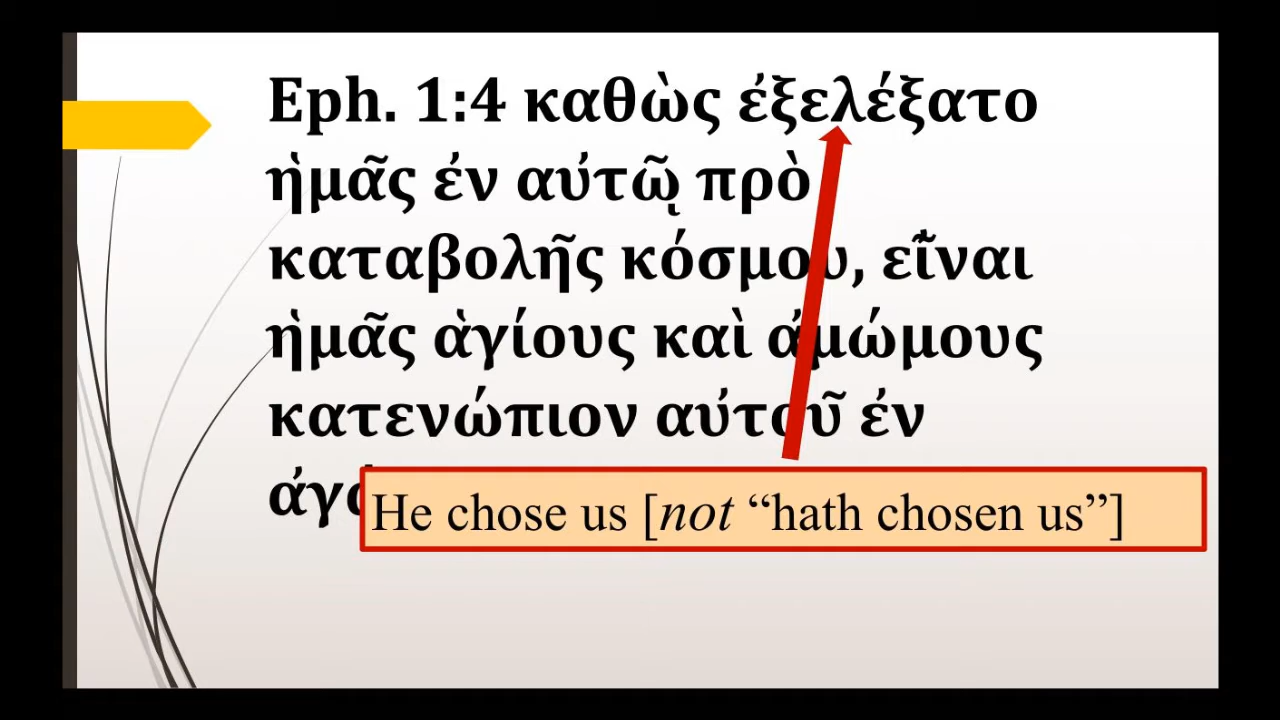 Eph. 1:4 καθὼς ἐξελέξατο
ἡμᾶς ἐν αὐτῷ πρὸ
καταβολῆς κόσμου, εἶναι
ἡμᾶς ἁγίους καὶ ἀμώμους
κατενώπιον αὐτοῦ ἐν
He chose us [not “hath chosen us”]